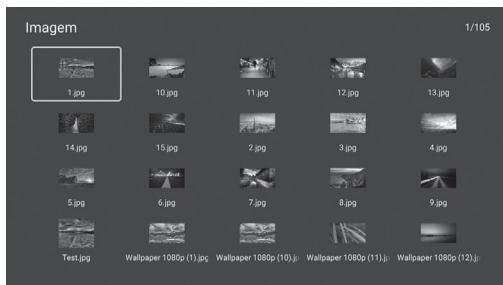 Imagem 1/105
1.jpg 10.jpg 11.jpg 12.jpg 13.jpg
14.jpg 15.jpg 2.jpg 3.jpg 4.jpg
5.jpg 6.jpg 7.jpg 8.jpg 9.jpg
Test.jpg Wallpaper 1080p (1).jpg Wallpaper 1080p (10).jp Wallpaper 1080p (11).jp Wallpaper 1080p (12).jp